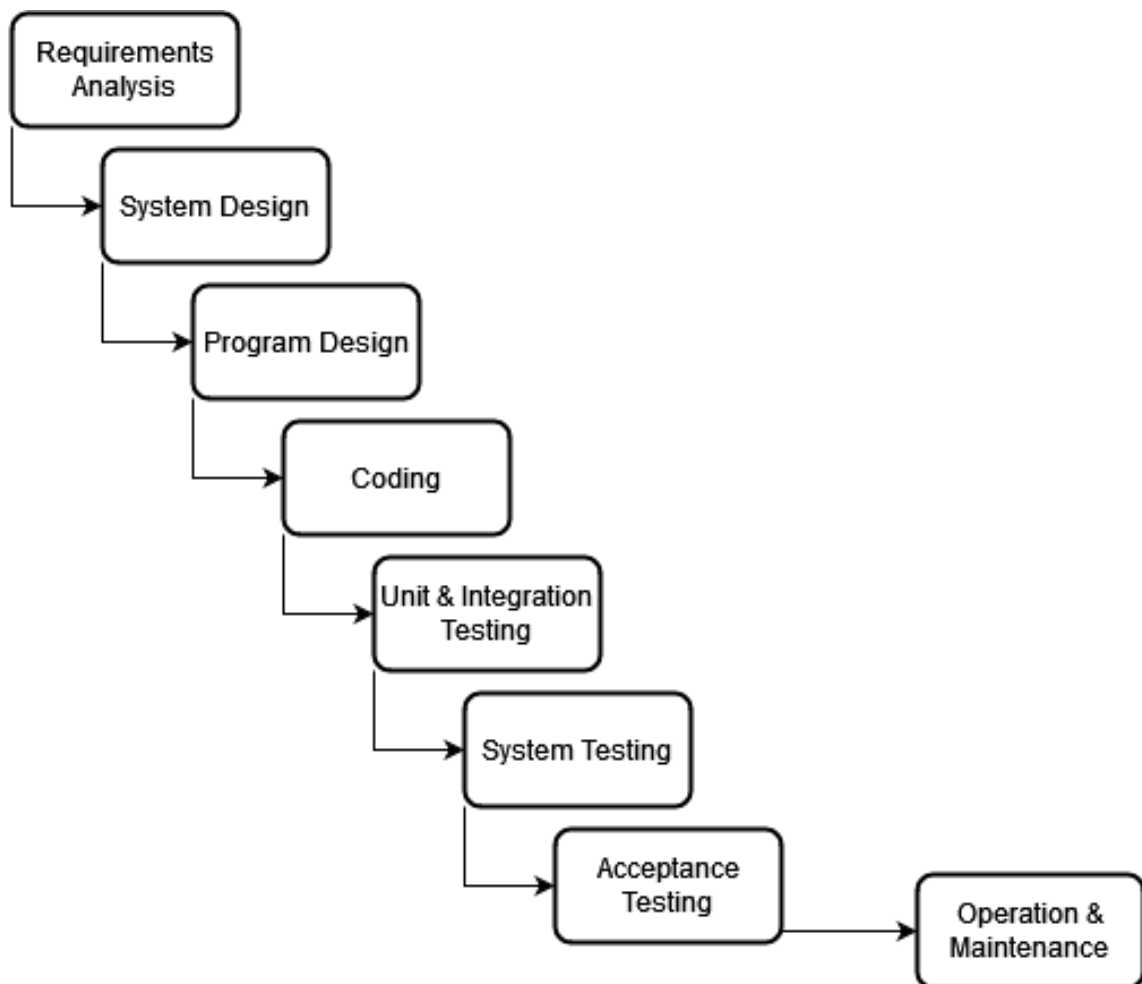 Requirements
Analysis
System Design
Program Design
Coding
Unit & Integration
Testing
System Testing
Acceptance
Testing
Operation &
Maintenance